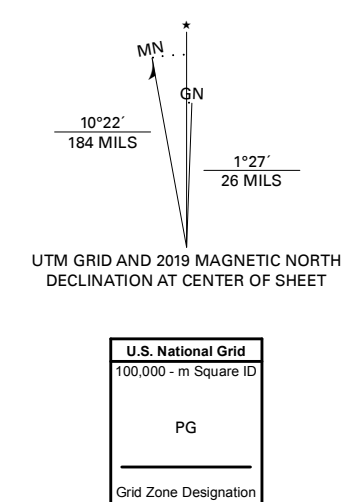 ★
MN
GN
10°22´
184 MILS
1°27´
26 MILS
UTM GRID AND 2019 MAGNETIC NORTH
DECLINATION AT CENTER OF SHEET
U.S. National Grid
100,000 - m Square ID
PG
Grid Zone Designation